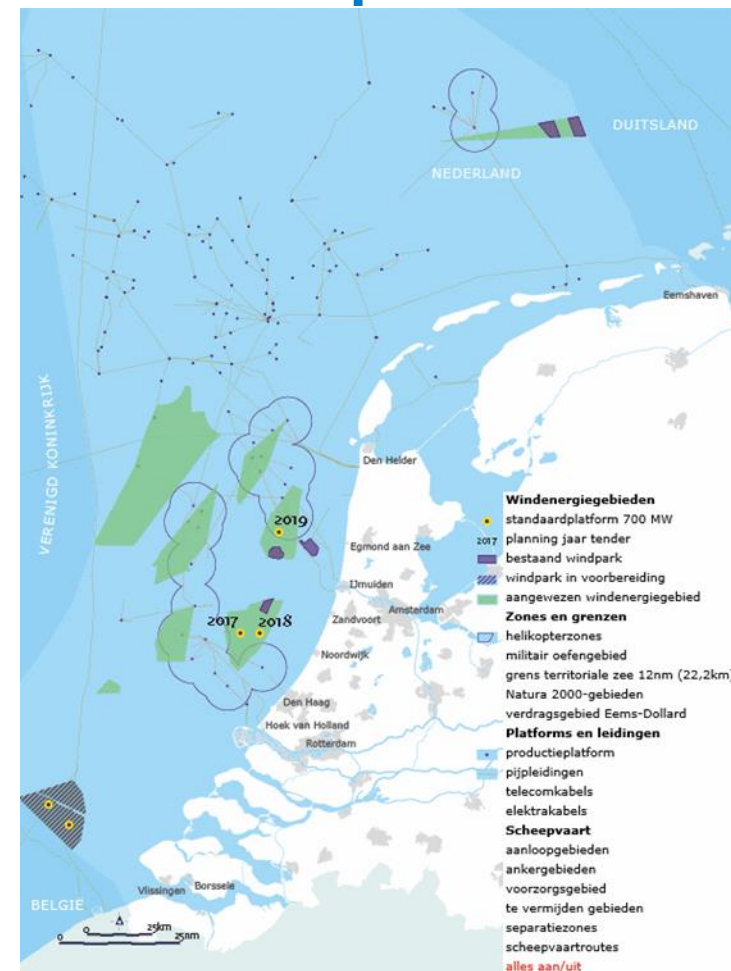 DUITSLAND
NEDERLAND
Eemshaven
VERENIGD KONINKRIJK
Den Helder
2019
Egmond aan Zee
IJmuiden
Amsterdam
2017
2018
Zandvoort
Noordwijk
Den Haag
Hoek van Holland
Rotterdam
Vlissingen
Borssele
BELGIË
0
25km
0
25nm
Windenergiegebieden
standaardplatform 700 MW
2017 planning jaar tender
bestaand windpark
windpark in voorbereiding
aangewezen windenergiegebied
Zones en grenzen
helikopterzones
militair oefengebied
grens territoriale zee 12nm (22,2km)
Natura 2000-gebieden
verdragsgebied Eems-Dollard
Platforms en leidingen
productieplatform
pijpleidingen
telecomkabels
elektrakabels
Scheepvaart
aanloopgebieden
ankergebieden
voorzorgsgebied
te vermijden gebieden
separatiezones
scheepvaartroutes
alles aan/uit